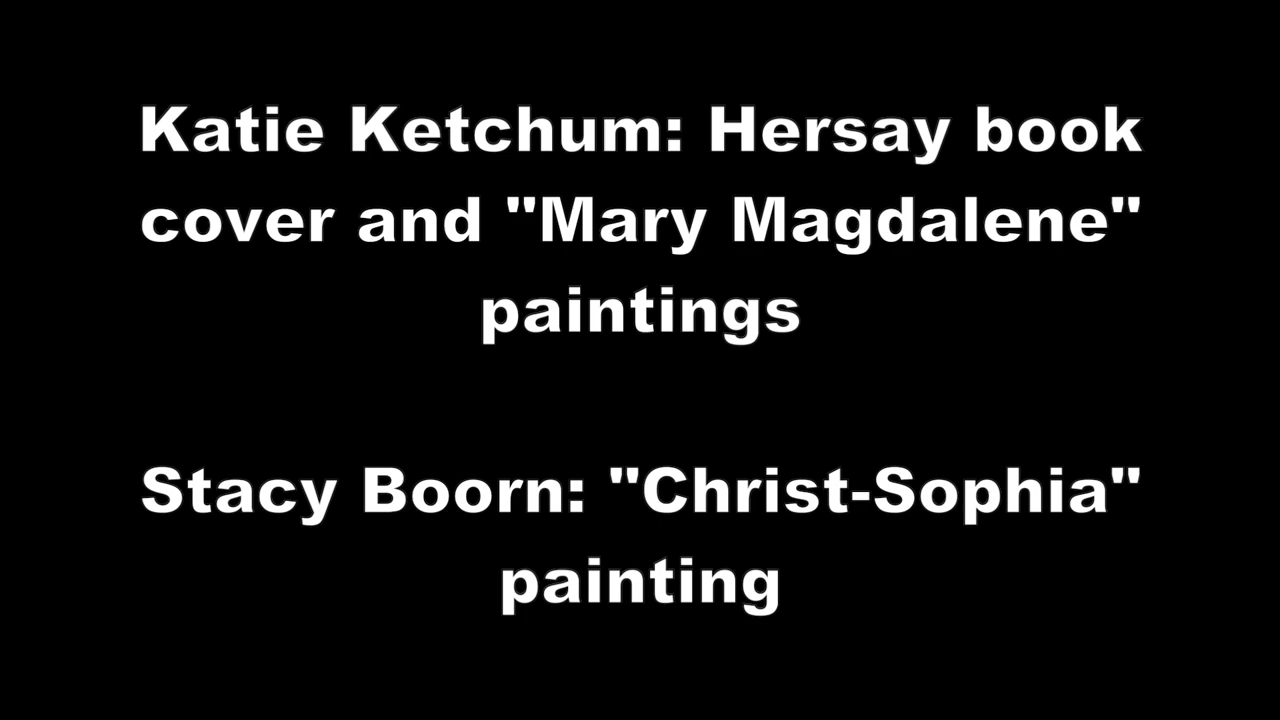 Katie Ketchum: Hersay book
cover and "Mary Magdalene"
paintings
Stacy Boorn: "Christ-Sophia"
painting